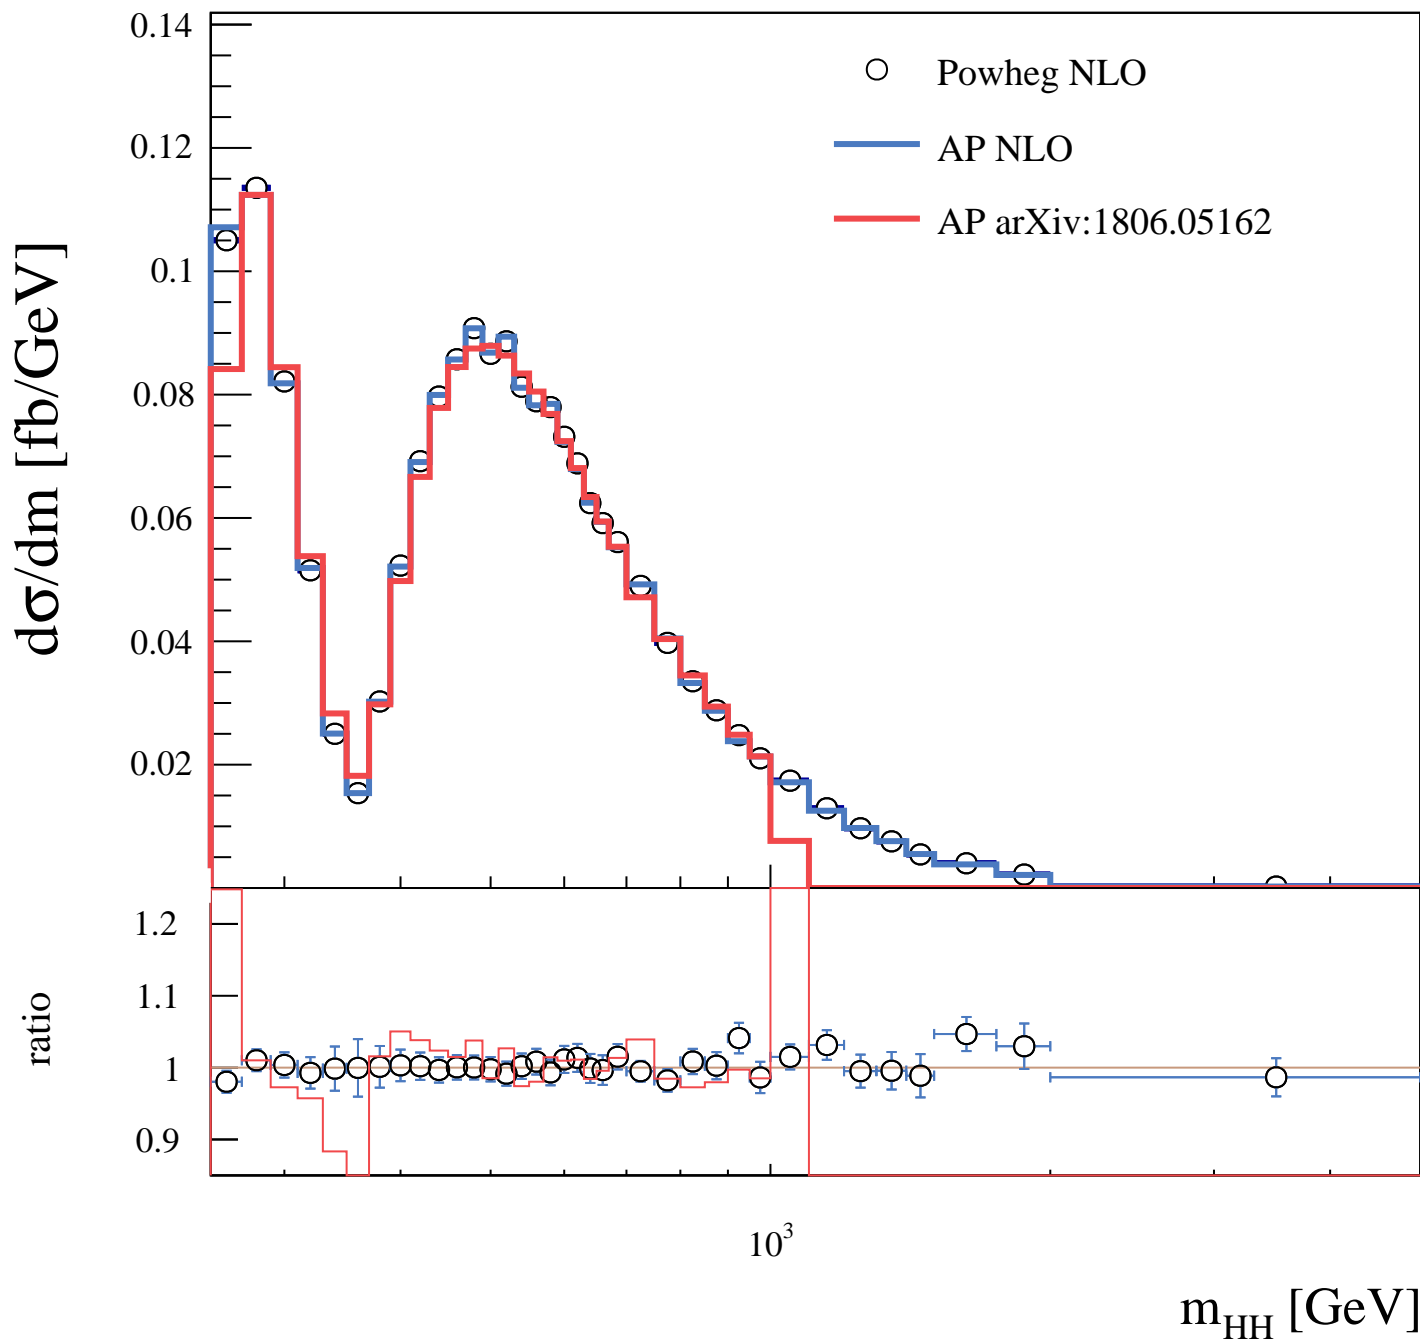 0.14
0.12
0.1
0.08
0.06
0.04
0.02
dσ/dm [fb/GeV]
Powheg NLO
AP NLO
AP arXiv:1806.05162
1.2
1.1
1
0.9
ratio
10³
m_HH [GeV]